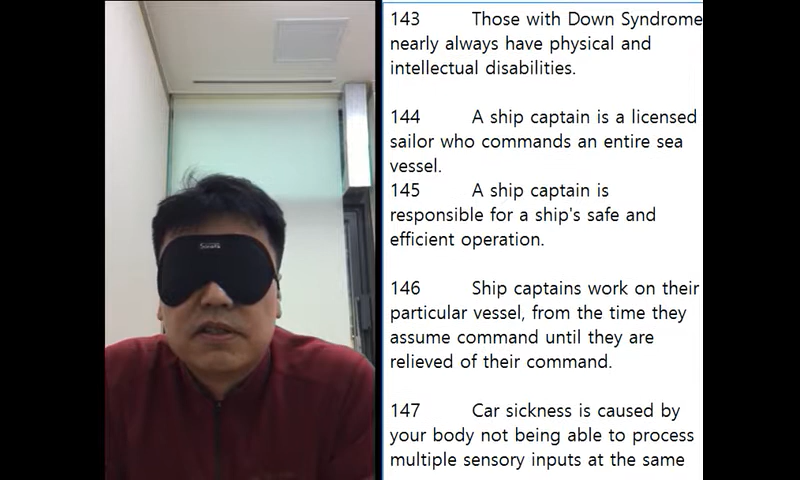 143 Those with Down Syndrome
nearly always have physical and
intellectual disabilities.
144 A ship captain is a licensed
sailor who commands an entire sea
vessel.
145 A ship captain is
responsible for a ship's safe and
efficient operation.
146 Ship captains work on their
particular vessel, from the time they
assume command until they are
relieved of their command.
147 Car sickness is caused by
your body not being able to process
multiple sensory inputs at the same